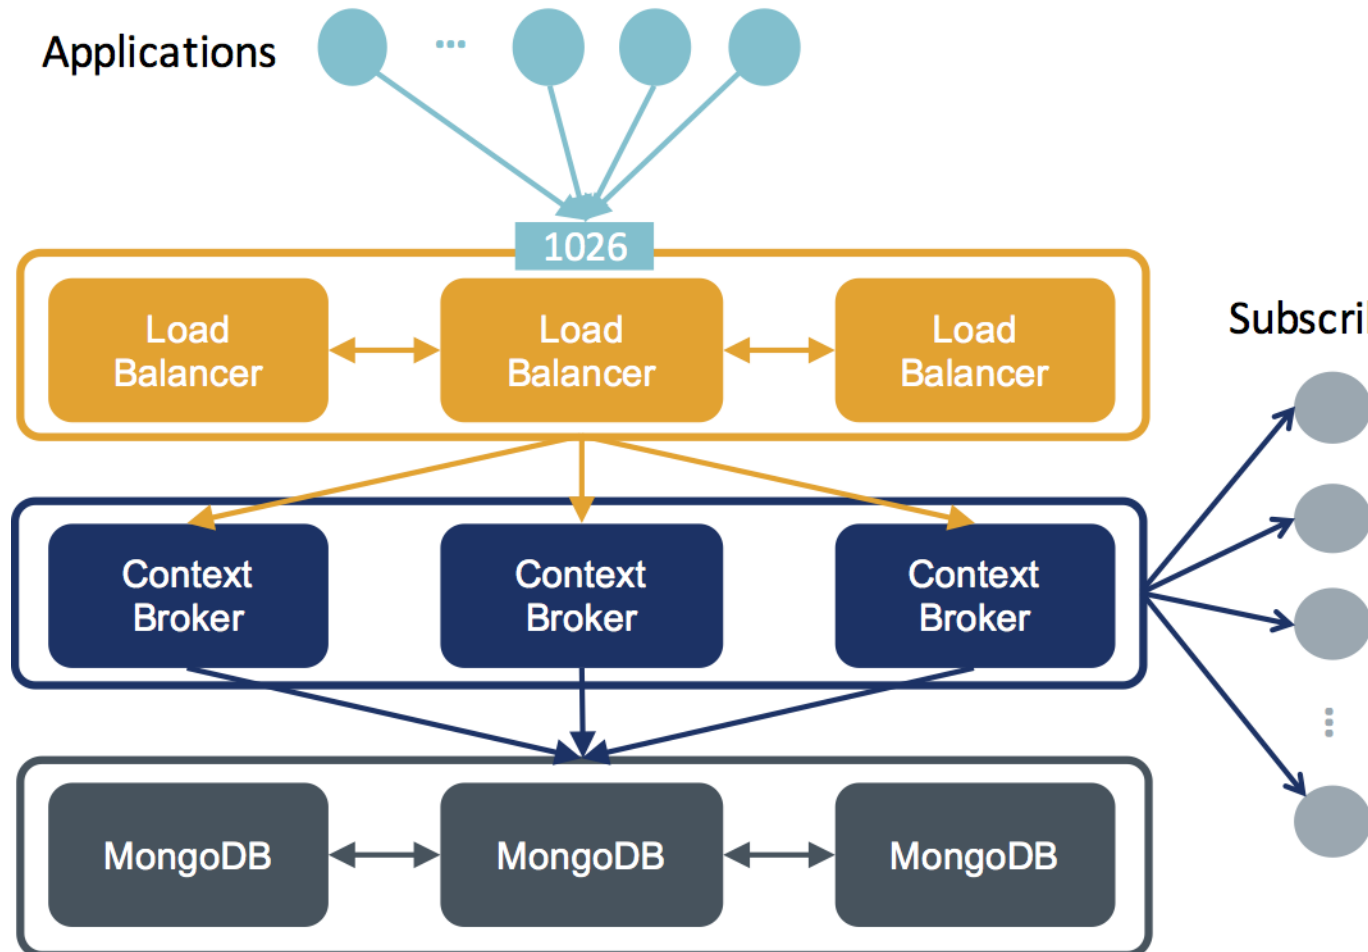 Applications
...
1026
Load
Balancer
Load
Balancer
Load
Balancer
Subscri
Context
Broker
Context
Broker
Context
Broker
...
MongoDB
MongoDB
MongoDB